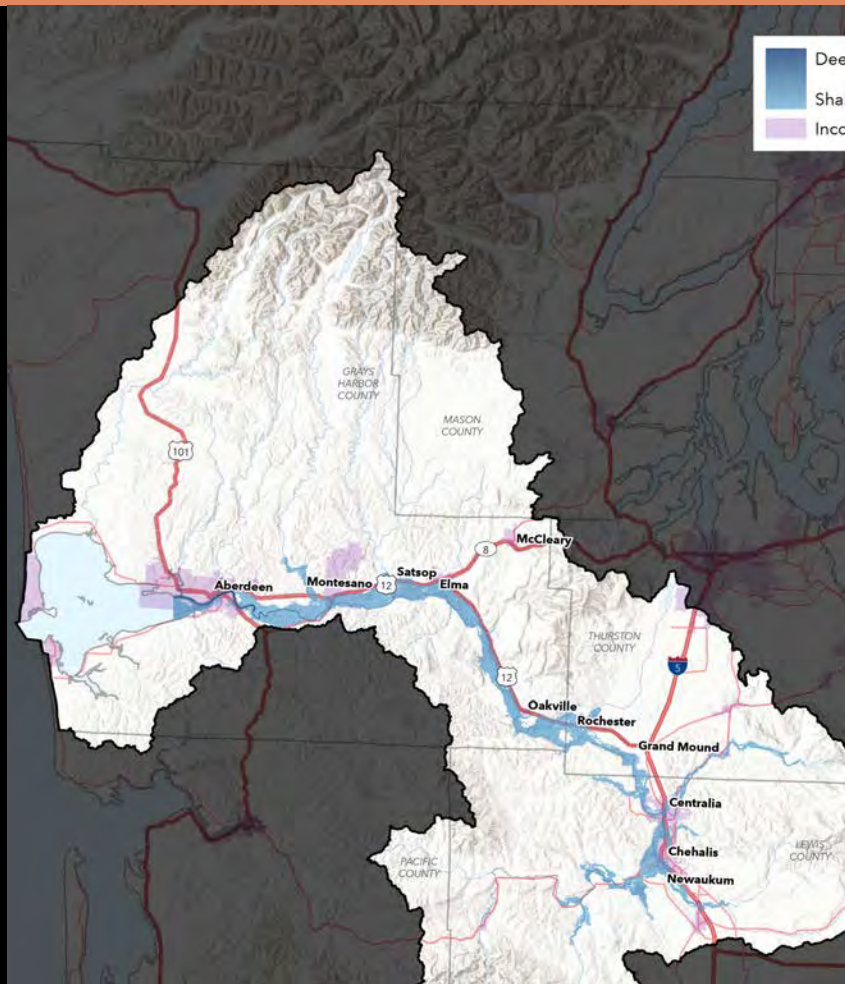 Dee
Shal
Inco
GRAYS
HARBOR
COUNTY
MASON
COUNTY
101
McCleary
8
Satsop
Aberdeen
Montesano
12
Elma
THURSTON
COUNTY
5
12
Oakville
Rochester
Grand Mound
Centralia
LEWIS
COUNTY
Chehalis
PACIFIC
COUNTY
Newaukum